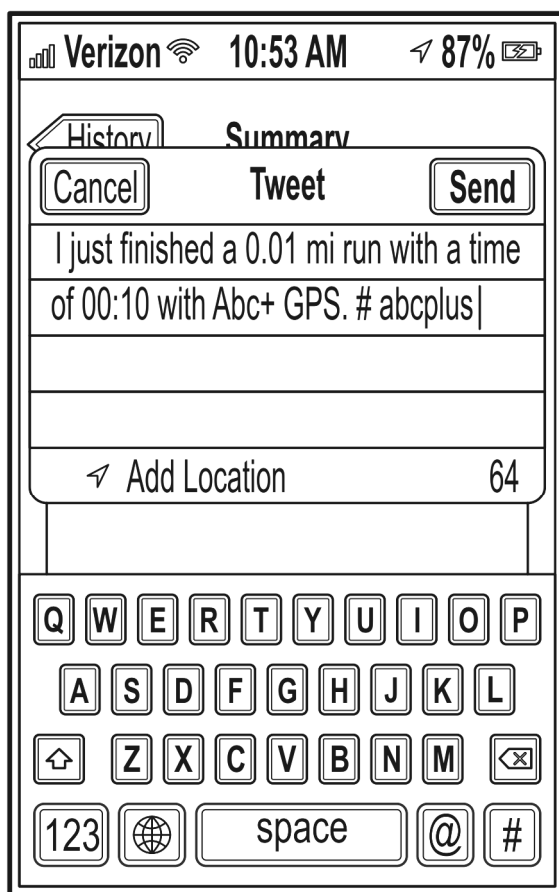 Verizon 10:53 AM 87%
History Summary
Cancel Tweet Send
I just finished a 0.01 mi run with a time
of 00:10 with Abc+ GPS. # abcplus
Add Location 64
Q W E R T Y U I O P
A S D F G H J K L
Z X C V B N M
123 space @ #